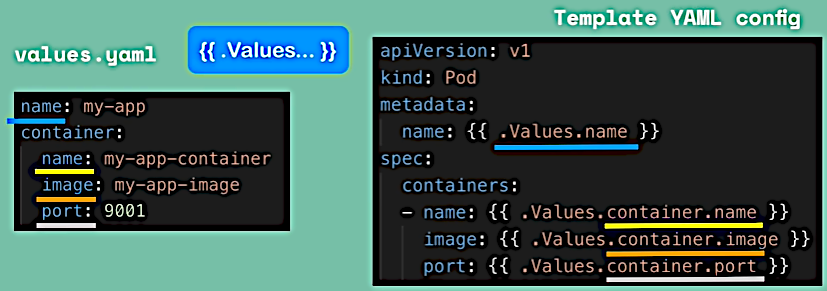 Template YAML config
values.yaml
{{ .Values... }}
name: my-app
container:
  name: my-app-container
  image: my-app-image
  port: 9001
apiVersion: v1
kind: Pod
metadata:
  name: {{ .Values.name }}
spec:
  containers:
  – name: {{ .Values.container.name }}
    image: {{ .Values.container.image }}
    port: {{ .Values.container.port }}